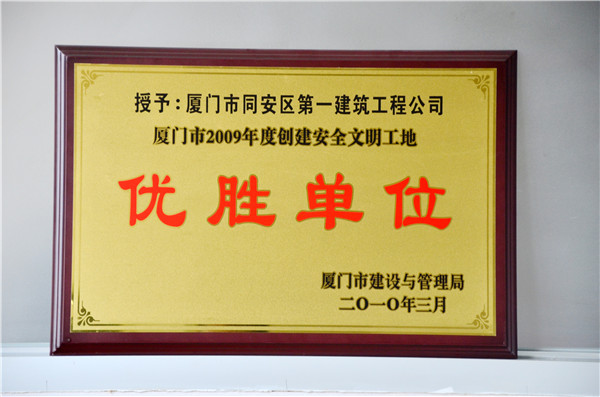 授予:厦门市同安区第一建筑工程公司
厦门市2009年度创建安全文明工地
优胜单位
厦门市建设与管理局
二O一O年三月